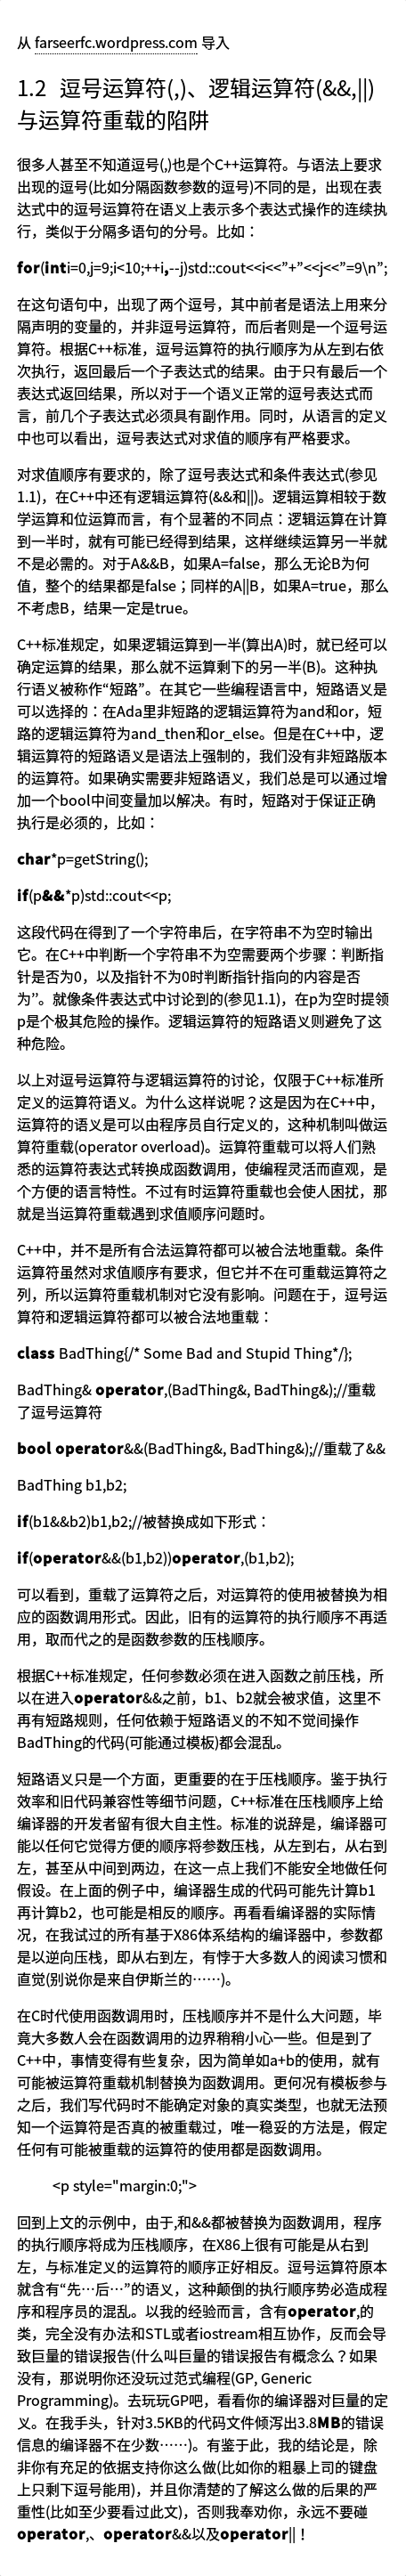 从 farseerfc.wordpress.com 导入
1.2 逗号运算符(,)、逻辑运算符(&&,||)
与运算符重载的陷阱
很多人甚至不知道逗号(,)也是个C++运算符。与语法上要求
出现的逗号(比如分隔函数参数的逗号)不同的是，出现在表
达式中的逗号运算符在语义上表示多个表达式操作的连续执
行，类似于分隔多语句的分号。比如：
for(inti=0,j=9;i<10;++i,--j)std::cout<<i<<”+”<<j<<”=9\n”;
在这句语句中，出现了两个逗号，其中前者是语法上用来分
隔声明的变量的，并非逗号运算符，而后者则是一个逗号运
算符。根据C++标准，逗号运算符的执行顺序为从左到右依
次执行，返回最后一个子表达式的结果。由于只有最后一个
表达式返回结果，所以对于一个语义正常的逗号表达式而
言，前几个子表达式必须具有副作用。同时，从语言的定义
中也可以看出，逗号表达式对求值的顺序有严格要求。
对求值顺序有要求的，除了逗号表达式和条件表达式(参见
1.1)，在C++中还有逻辑运算符(&&和||)。逻辑运算相较于数
学运算和位运算而言，有个显著的不同点：逻辑运算在计算
到一半时，就有可能已经得到结果，这样继续运算另一半就
不是必需的。对于A&&B，如果A=false，那么无论B为何
值，整个的结果都是false；同样的A||B，如果A=true，那么
不考虑B，结果一定是true。
C++标准规定，如果逻辑运算到一半(算出A)时，就已经可以
确定运算的结果，那么就不运算剩下的另一半(B)。这种执
行语义被称作“短路”。在其它一些编程语言中，短路语义是
可以选择的：在Ada里非短路的逻辑运算符为and和or，短
路的逻辑运算符为and_then和or_else。但是在C++中，逻
辑运算符的短路语义是语法上强制的，我们没有非短路版本
的运算符。如果确实需要非短路语义，我们总是可以通过增
加一个bool中间变量加以解决。有时，短路对于保证正确
执行是必须的，比如：
char*p=getString();
if(p&&*p)std::cout<<p;
这段代码在得到了一个字符串后，在字符串不为空时输出
它。在C++中判断一个字符串不为空需要两个步骤：判断指
针是否为0，以及指针不为0时判断指针指向的内容是否
为”。就像条件表达式中讨论到的(参见1.1)，在p为空时提领
p是个极其危险的操作。逻辑运算符的短路语义则避免了这
种危险。
以上对逗号运算符与逻辑运算符的讨论，仅限于C++标准所
定义的运算符语义。为什么这样说呢？这是因为在C++中，
运算符的语义是可以由程序员自行定义的，这种机制叫做运
算符重载(operator overload)。运算符重载可以将人们熟
悉的运算符表达式转换成函数调用，使编程灵活而直观，是
个方便的语言特性。不过有时运算符重载也会使人困扰，那
就是当运算符重载遇到求值顺序问题时。
C++中，并不是所有合法运算符都可以被合法地重载。条件
运算符虽然对求值顺序有要求，但它并不在可重载运算符之
列，所以运算符重载机制对它没有影响。问题在于，逗号运
算符和逻辑运算符都可以被合法地重载：
class BadThing{/* Some Bad and Stupid Thing*/};
BadThing& operator,(BadThing&, BadThing&);//重载
了逗号运算符
bool operator&&(BadThing&, BadThing&);//重载了&&
BadThing b1,b2;
if(b1&&b2)b1,b2;//被替换成如下形式：
if(operator&&(b1,b2))operator,(b1,b2);
可以看到，重载了运算符之后，对运算符的使用被替换为相
应的函数调用形式。因此，旧有的运算符的执行顺序不再适
用，取而代之的是函数参数的压栈顺序。
根据C++标准规定，任何参数必须在进入函数之前压栈，所
以在进入operator&&之前，b1、b2就会被求值，这里不
再有短路规则，任何依赖于短路语义的不知不觉间操作
BadThing的代码(可能通过模板)都会混乱。
短路语义只是一个方面，更重要的在于压栈顺序。鉴于执行
效率和旧代码兼容性等细节问题，C++标准在压栈顺序上给
编译器的开发者留有很大自主性。标准的说辞是，编译器可
能以任何它觉得方便的顺序将参数压栈，从左到右，从右到
左，甚至从中间到两边，在这一点上我们不能安全地做任何
假设。在上面的例子中，编译器生成的代码可能先计算b1
再计算b2，也可能是相反的顺序。再看看编译器的实际情
况，在我试过的所有基于X86体系结构的编译器中，参数都
是以逆向压栈，即从右到左，有悖于大多数人的阅读习惯和
直觉(别说你是来自伊斯兰的……)。
在C时代使用函数调用时，压栈顺序并不是什么大问题，毕
竟大多数人会在函数调用的边界稍稍小心一些。但是到了
C++中，事情变得有些复杂，因为简单如a+b的使用，就有
可能被运算符重载机制替换为函数调用。更何况有模板参与
之后，我们写代码时不能确定对象的真实类型，也就无法预
知一个运算符是否真的被重载过，唯一稳妥的方法是，假定
任何有可能被重载的运算符的使用都是函数调用。
<p style="margin:0;">
回到上文的示例中，由于,和&&都被替换为函数调用，程序
的执行顺序将成为压栈顺序，在X86上很有可能是从右到
左，与标准定义的运算符的顺序正好相反。逗号运算符原本
就含有“先…后…”的语义，这种颠倒的执行顺序势必造成程
序和程序员的混乱。以我的经验而言，含有operator,的
类，完全没有办法和STL或者iostream相互协作，反而会导
致巨量的错误报告(什么叫巨量的错误报告有概念么？如果
没有，那说明你还没玩过范式编程(GP, Generic
Programming)。去玩玩GP吧，看看你的编译器对巨量的定
义。在我手头，针对3.5KB的代码文件倾泻出3.8MB的错误
信息的编译器不在少数……)。有鉴于此，我的结论是，除
非你有充足的依据支持你这么做(比如你的粗暴上司的键盘
上只剩下逗号能用)，并且你清楚的了解这么做的后果的严
重性(比如至少要看过此文)，否则我奉劝你，永远不要碰
operator,、operator&&以及operator||！